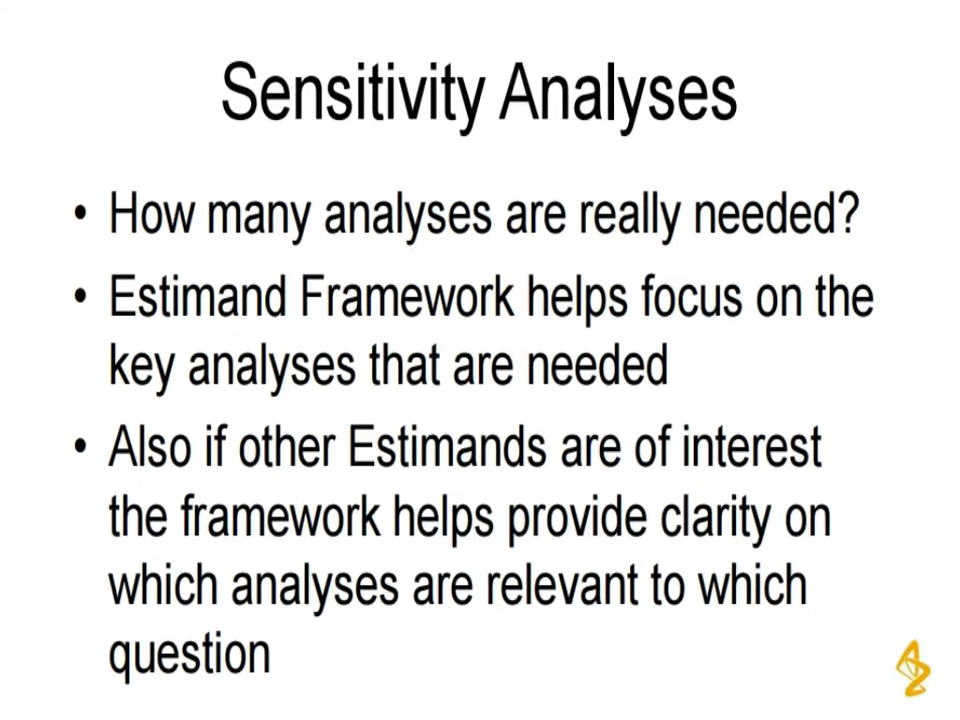 Sensitivity Analyses
• How many analyses are really needed?
• Estimand Framework helps focus on the
key analyses that are needed
• Also if other Estimands are of interest
the framework helps provide clarity on
which analyses are relevant to which
question